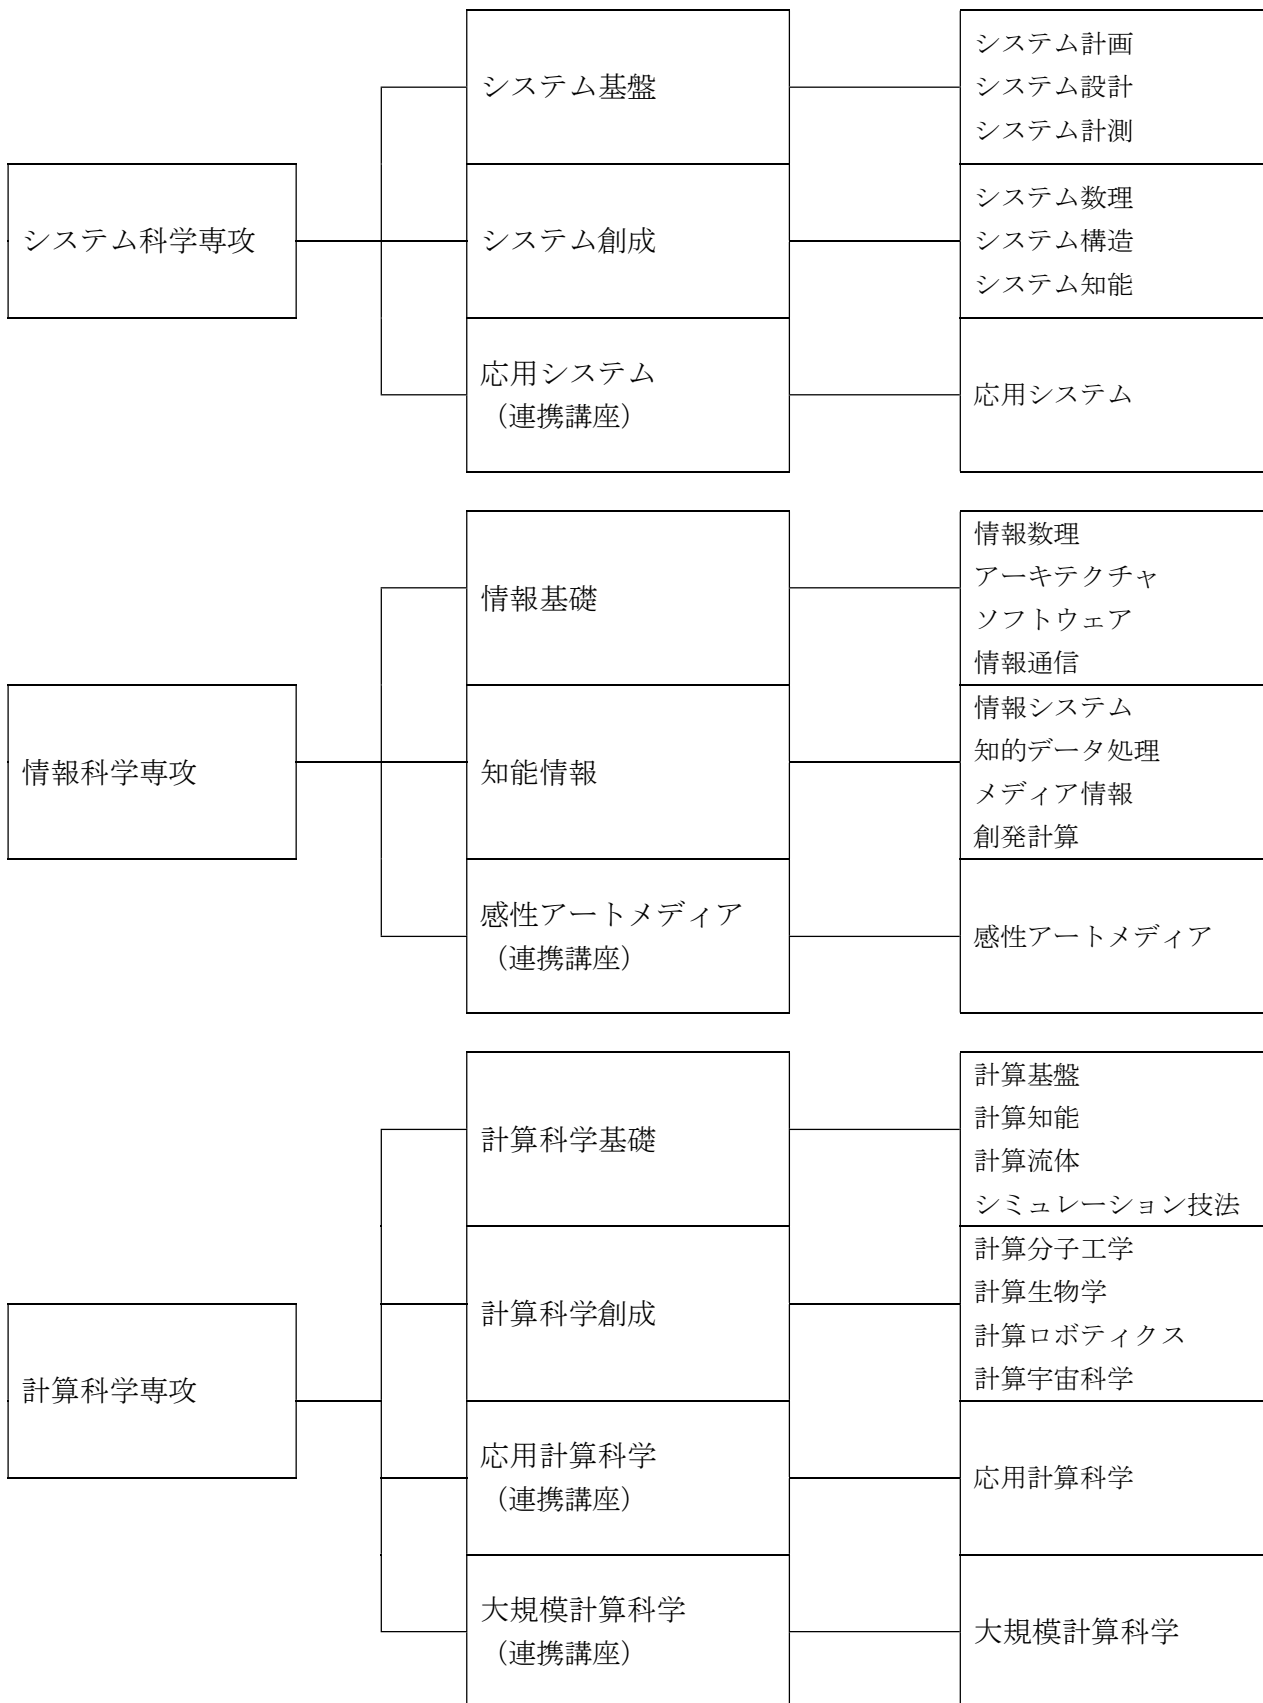 システム科学専攻
システム基盤
システム計画
システム設計
システム計測
システム創成
システム数理
システム構造
システム知能
応用システム
（連携講座）
応用システム
情報科学専攻
情報基礎
情報数理
アーキテクチャ
ソフトウェア
情報通信
知能情報
情報システム
知的データ処理
メディア情報
創発計算
感性アートメディア
（連携講座）
感性アートメディア
計算科学専攻
計算科学基礎
計算基盤
計算知能
計算流体
シミュレーション技法
計算科学創成
計算分子工学
計算生物学
計算ロボティクス
計算宇宙科学
応用計算科学
（連携講座）
応用計算科学
大規模計算科学
（連携講座）
大規模計算科学